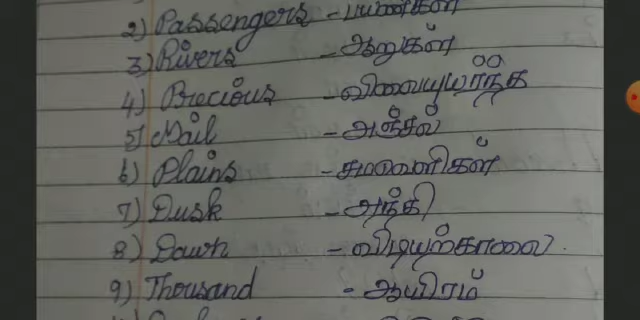 2) Passengers - பயணிகள்
3) Rivers - ஆறுகள்
4) Precious - விலையுயர்ந்த
5) Mail - அஞ்சல்
6) Plains - சமவெளிகள்
7) Dusk - அந்தி
8) Dawn - விடியற்காலை.
9) Thousand - ஆயிரம்